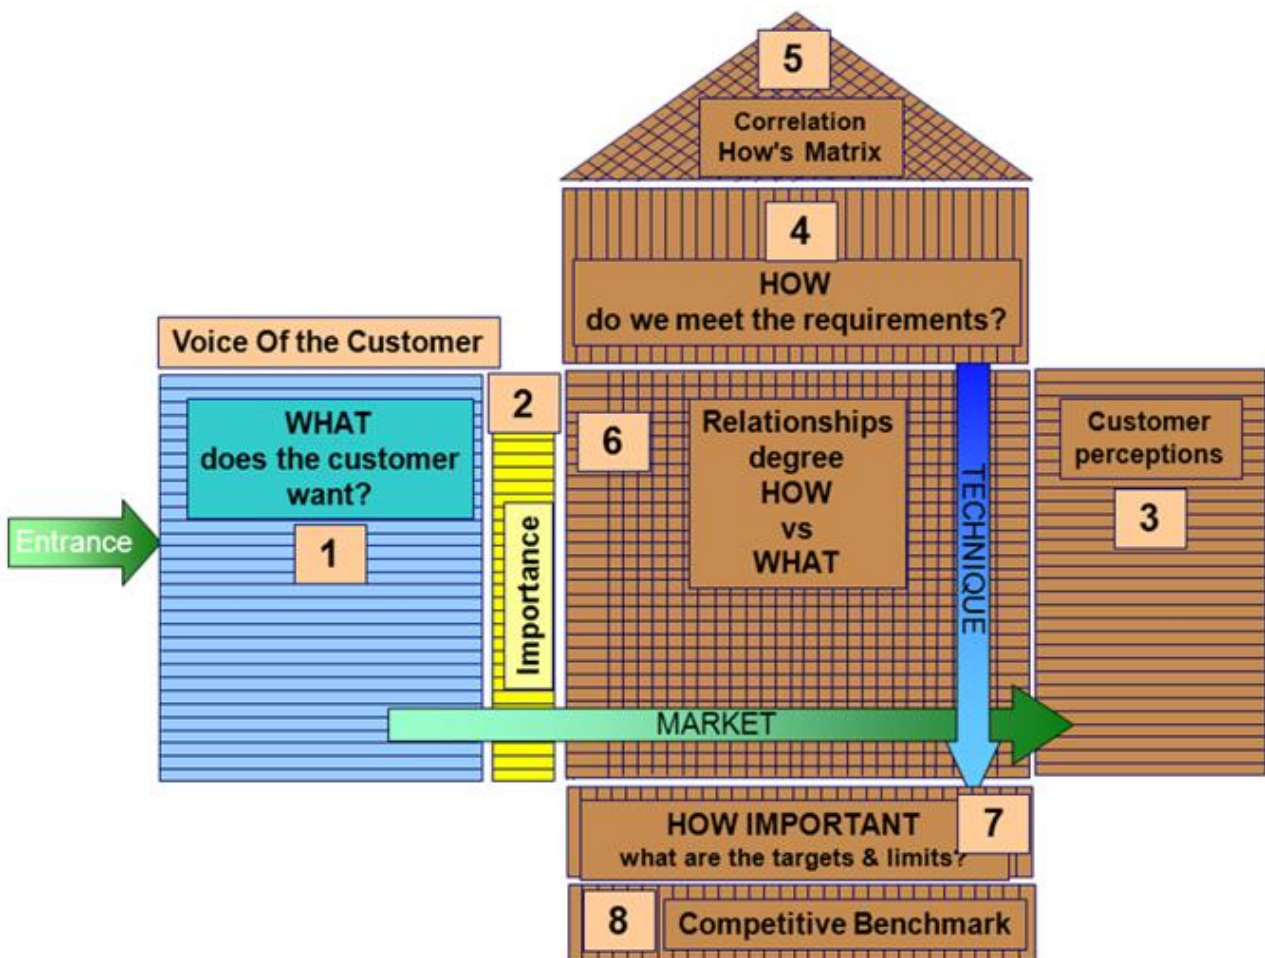 5
Correlation
How's Matrix
4
HOW
do we meet the requirements?
Voice Of the Customer
WHAT
does the customer
want?
1
Entrance
2
Importance
6
Relationships
degree
HOW
vs
WHAT
TECHNIQUE
Customer
perceptions
3
MARKET
HOW IMPORTANT
what are the targets & limits?
7
8
Competitive Benchmark